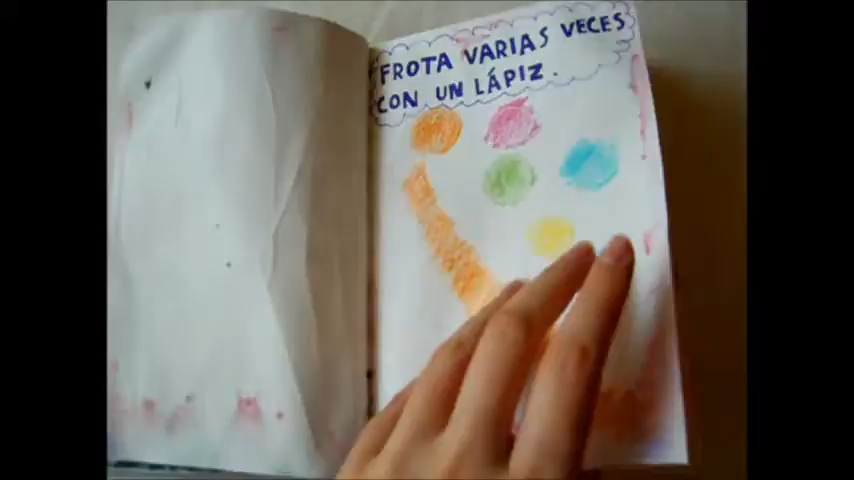 FROTA VARIAS VECES
CON UN LÁPIZ.